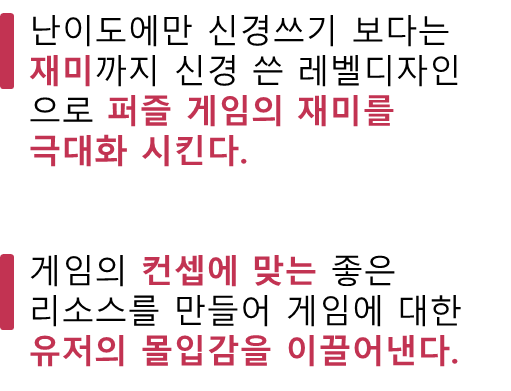 난이도에만 신경쓰기 보다는
재미까지 신경 쓴 레벨디자인
으로 퍼즐 게임의 재미를
극대화 시킨다.
게임의 컨셉에 맞는 좋은
리소스를 만들어 게임에 대한
유저의 몰입감을 이끌어낸다.